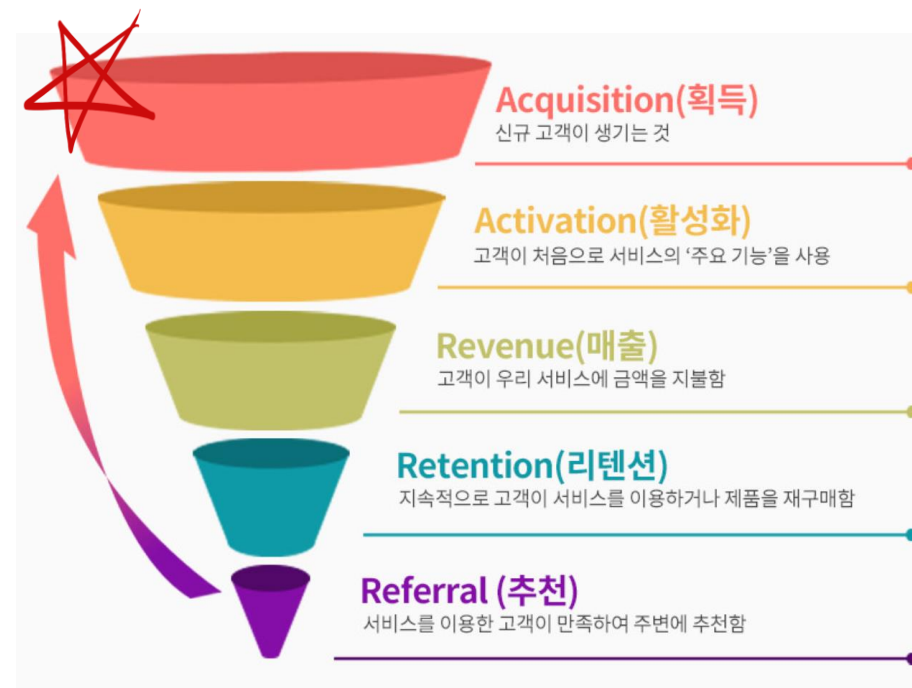 Acquisition(획득)
신규 고객이 생기는 것
Activation(활성화)
고객이 처음으로 서비스의 ‘주요 기능’을 사용
Revenue(매출)
고객이 우리 서비스에 금액을 지불함
Retention(리텐션)
지속적으로 고객이 서비스를 이용하거나 제품을 재구매함
Referral (추천)
서비스를 이용한 고객이 만족하여 주변에 추천함